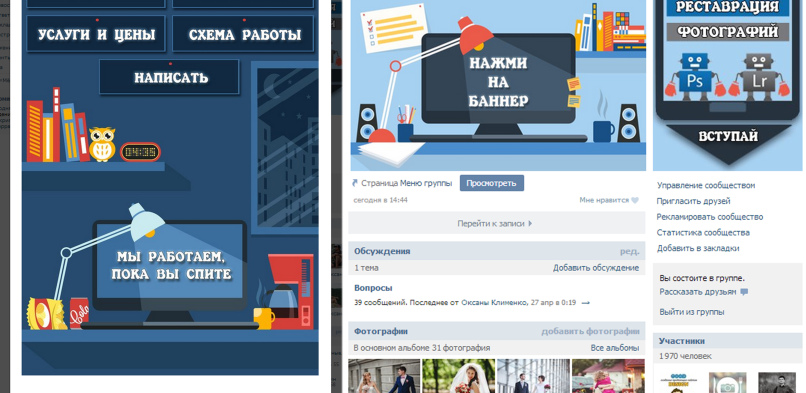 УСЛУГИ И ЦЕНЫ
СХЕМА РАБОТЫ
НАПИСАТЬ
04:35
МЫ РАБОТАЕМ,
ПОКА ВЫ СПИТЕ
Cola
НАЖМИ
НА
БАННЕР
Страница Меню группы
Просмотреть
сегодня в 14:44
Мне нравится
Перейти к записи
Обсуждения
ред.
1 тема
Добавить обсуждение
Вопросы
39 сообщений. Последнее от Оксаны Клименко, 27 апр в 0:19 →
Фотографии
добавить фотографии
В основном альбоме 31 фотография
Все альбомы
РЕСТАВРАЦИЯ
ФОТОГРАФИЙ
Ps
Lr
ВСТУПАЙ
Управление сообществом
Пригласить друзей
Рекламировать сообщество
Статистика сообщества
Добавить в закладки
Вы состоите в группе.
Рассказать друзьям
Выйти из группы
Участники
1 970 человек